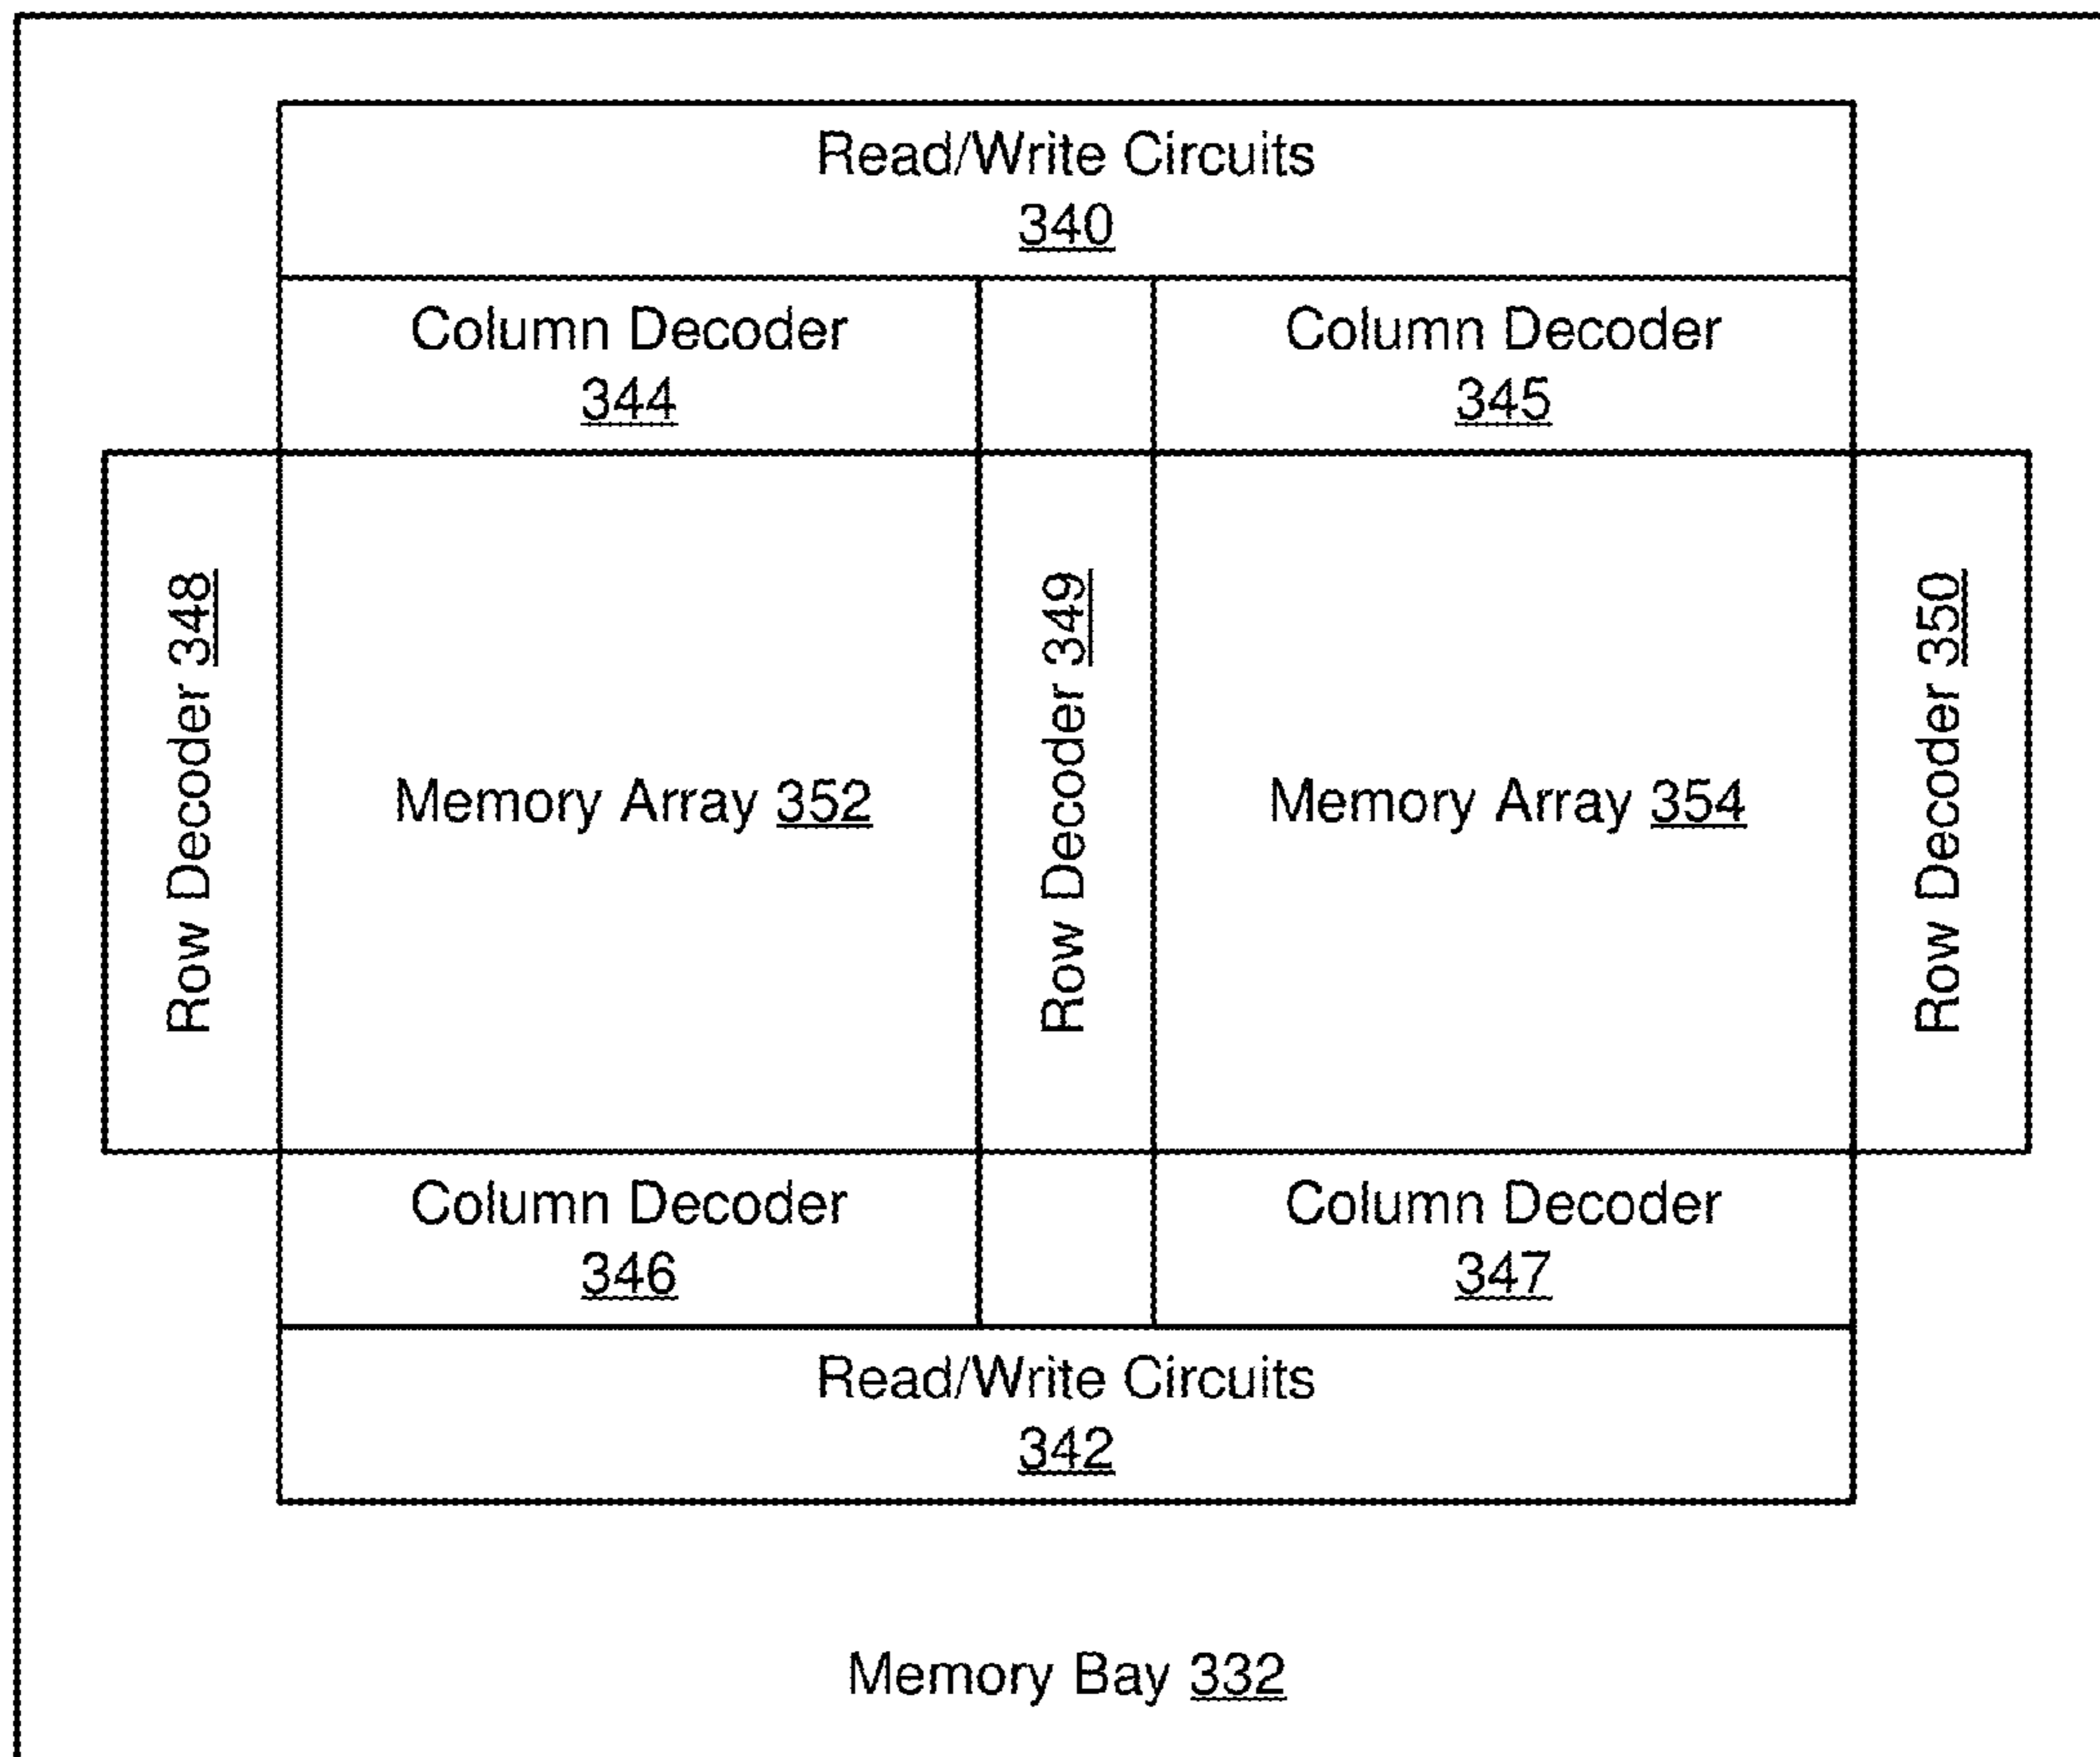 Read/Write Circuits
340
Column Decoder
344
Column Decoder
345
Row Decoder 348
Memory Array 352
Row Decoder 349
Memory Array 354
Row Decoder 350
Column Decoder
346
Column Decoder
347
Read/Write Circuits
342
Memory Bay 332